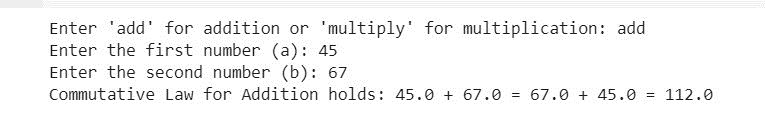 Enter 'add' for addition or 'multiply' for multiplication: add
Enter the first number (a): 45
Enter the second number (b): 67
Commutative Law for Addition holds: 45.0 + 67.0 = 67.0 + 45.0 = 112.0